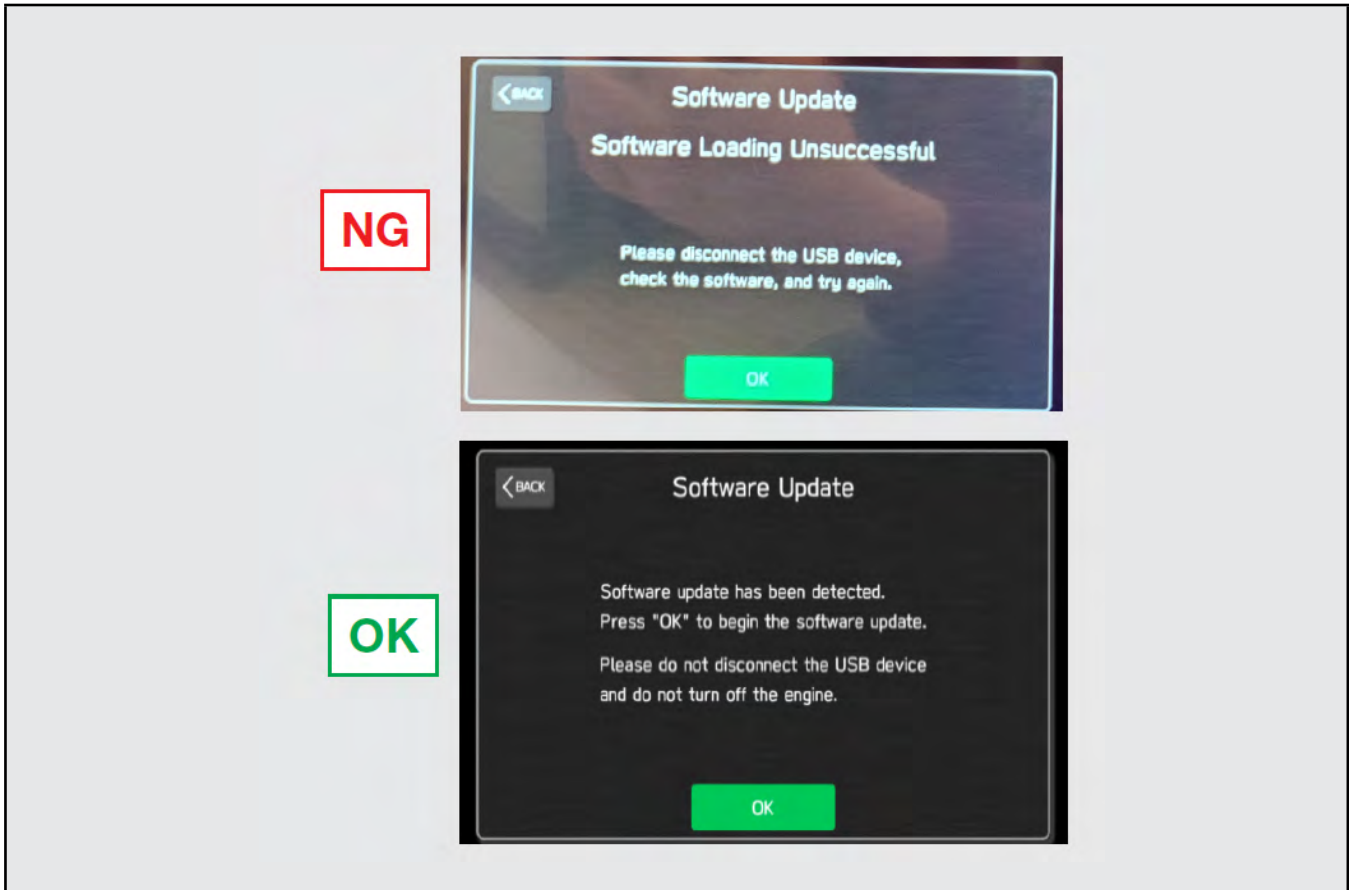 BACK
Software Update
Software Loading Unsuccessful
NG
Please disconnect the USB device,
check the software, and try again.
OK
BACK
Software Update
Software update has been detected.
Press "OK" to begin the software update.
OK
Please do not disconnect the USB device
and do not turn off the engine.
OK